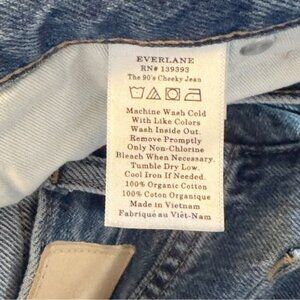 EVERLANE
RN# 139393
The 90's Cheeky Jean
Machine Wash Cold
With Like Colors
Wash Inside Out.
Remove Promptly
Only Non-Chlorine
Bleach When Necessary.
Tumble Dry Low.
Cool Iron If Needed.
100% Organic Cotton
100% Coton Organique
Made in Vietnam
Fabriqué au Viêt-Nam